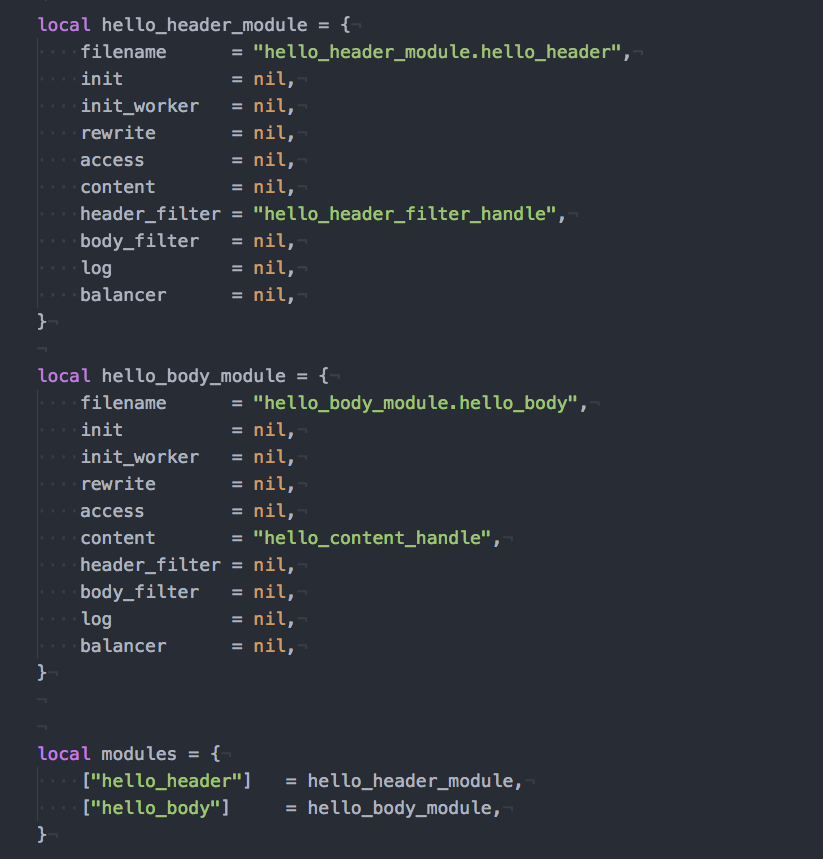 local hello_header_module = {
    filename      = "hello_header_module.hello_header",
    init          = nil,
    init_worker   = nil,
    rewrite       = nil,
    access        = nil,
    content       = nil,
    header_filter = "hello_header_filter_handle",
    body_filter   = nil,
    log           = nil,
    balancer      = nil,
}

local hello_body_module = {
    filename      = "hello_body_module.hello_body",
    init          = nil,
    init_worker   = nil,
    rewrite       = nil,
    access        = nil,
    content       = "hello_content_handle",
    header_filter = nil,
    body_filter   = nil,
    log           = nil,
    balancer      = nil,
}


local modules = {
    ["hello_header"]   = hello_header_module,
    ["hello_body"]     = hello_body_module,
}